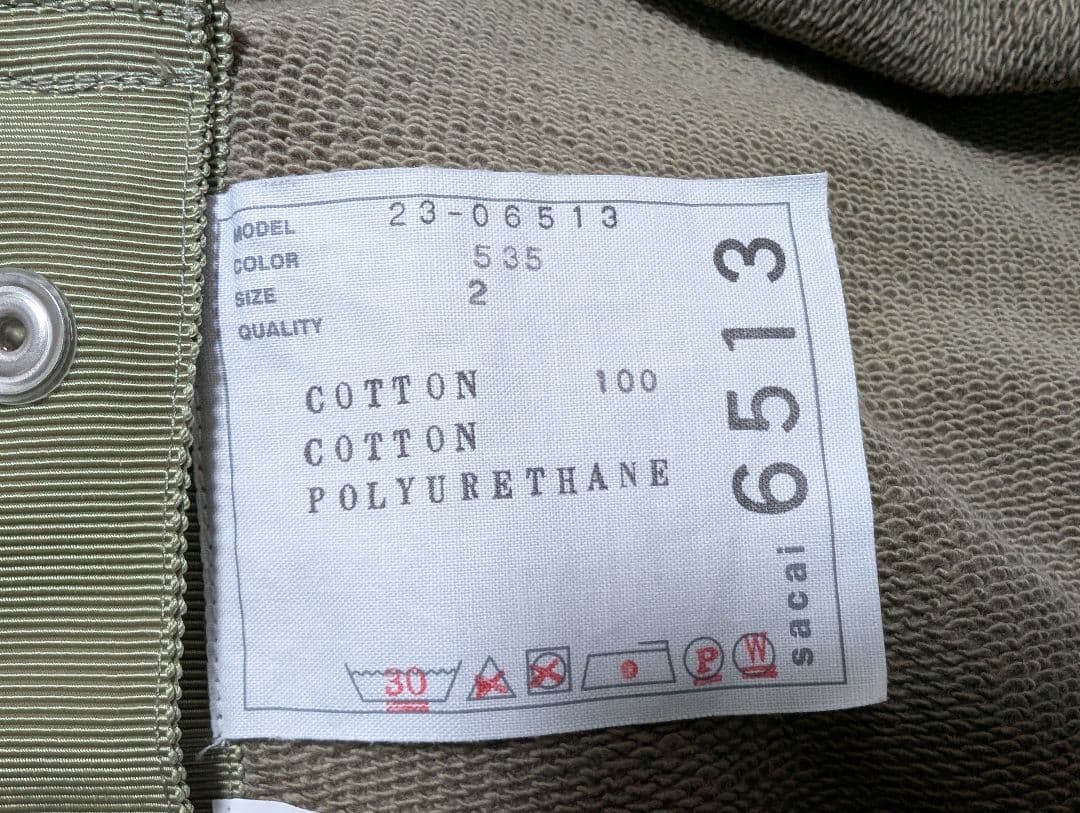 MODEL 23-06513
COLOR 535
SIZE 2
QUALITY
COTTON 100
COTTON
POLYURETHANE
30
P
W
sacai 6513